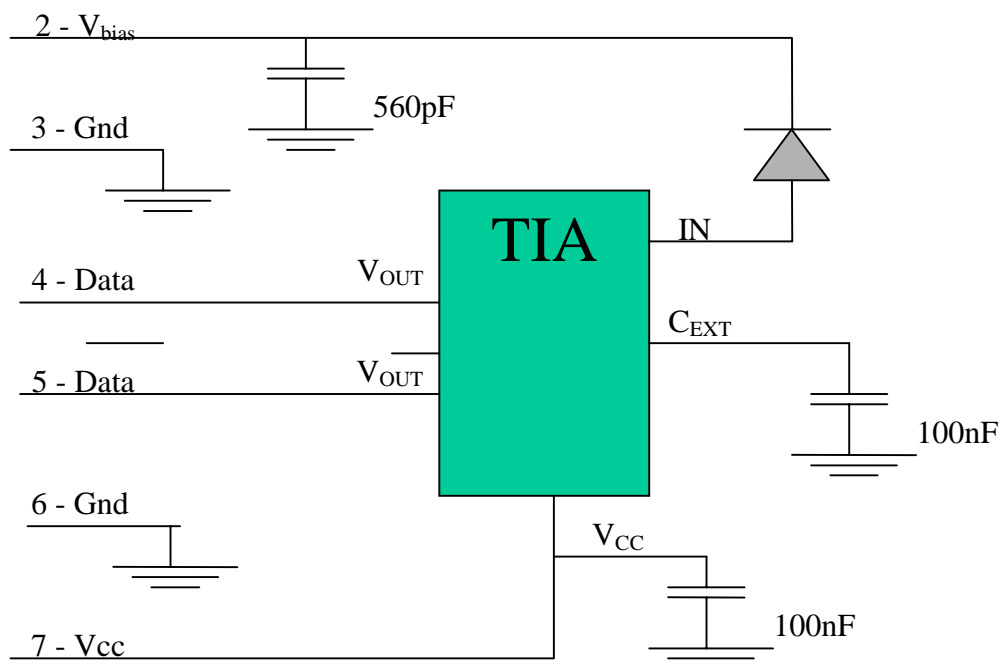 2 - Vbias
560pF
3 - Gnd
TIA
IN
4 - Data
VOUT
CEXT
5 - Data
VOUT
100nF
6 - Gnd
VCC
100nF
7 - Vcc